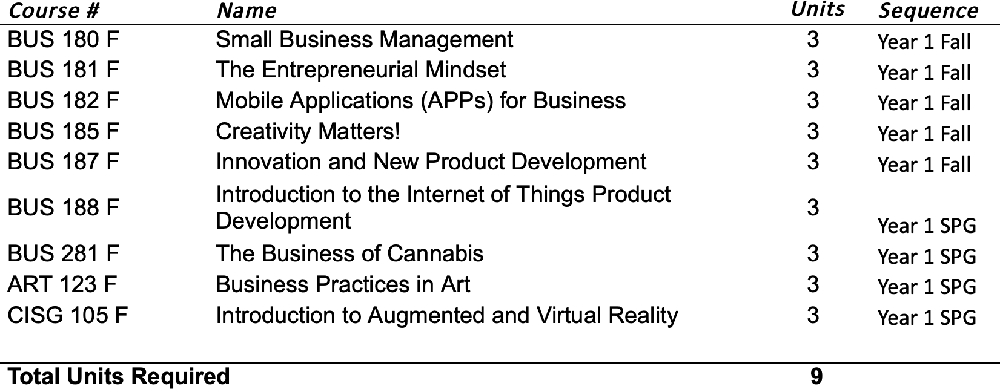 Course # Name Units Sequence
BUS 180 F Small Business Management 3 Year 1 Fall
BUS 181 F The Entrepreneurial Mindset 3 Year 1 Fall
BUS 182 F Mobile Applications (APPs) for Business 3 Year 1 Fall
BUS 185 F Creativity Matters! 3 Year 1 Fall
BUS 187 F Innovation and New Product Development 3 Year 1 Fall
BUS 188 F Introduction to the Internet of Things Product
Development 3 Year 1 SPG
BUS 281 F The Business of Cannabis 3 Year 1 SPG
ART 123 F Business Practices in Art 3 Year 1 SPG
CISG 105 F Introduction to Augmented and Virtual Reality 3 Year 1 SPG
Total Units Required 9